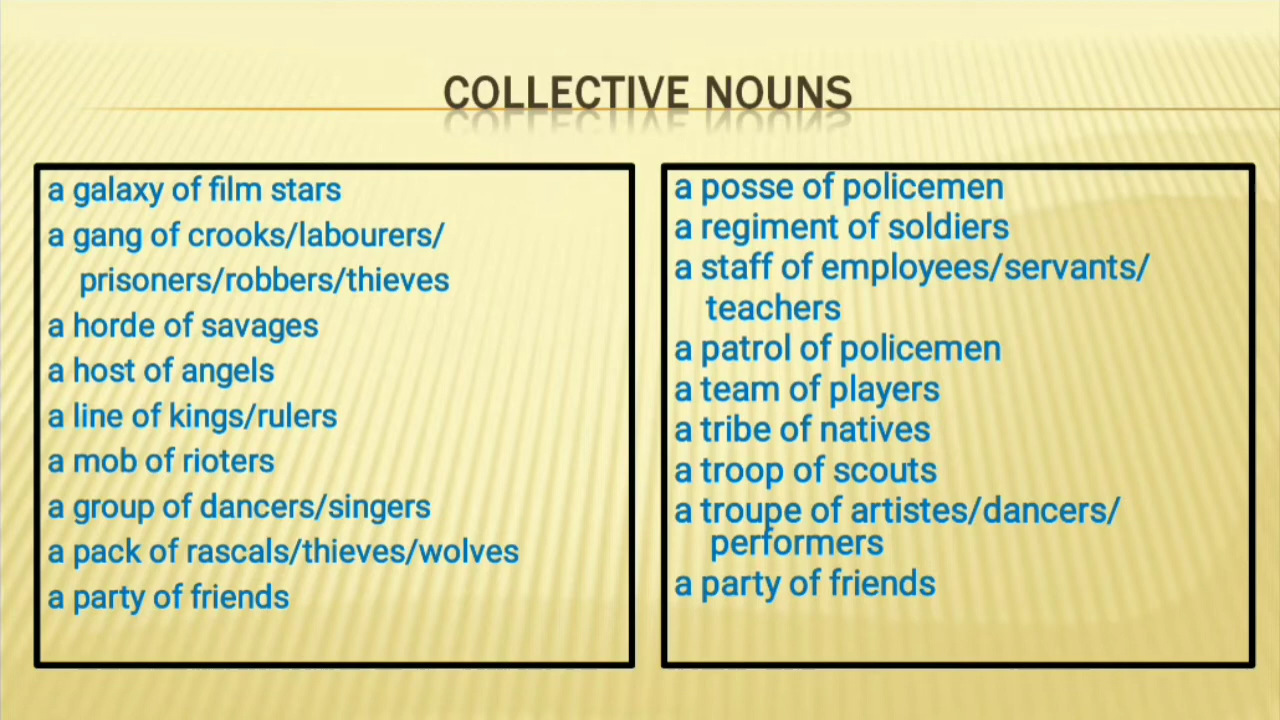 COLLECTIVE NOUNS
a galaxy of film stars
a gang of crooks/labourers/
prisoners/robbers/thieves
a horde of savages
a host of angels
a line of kings/rulers
a mob of rioters
a group of dancers/singers
a pack of rascals/thieves/wolves
a party of friends
a posse of policemen
a regiment of soldiers
a staff of employees/servants/
teachers
a patrol of policemen
a team of players
a tribe of natives
a troop of scouts
a troupe of artistes/dancers/
performers
a party of friends